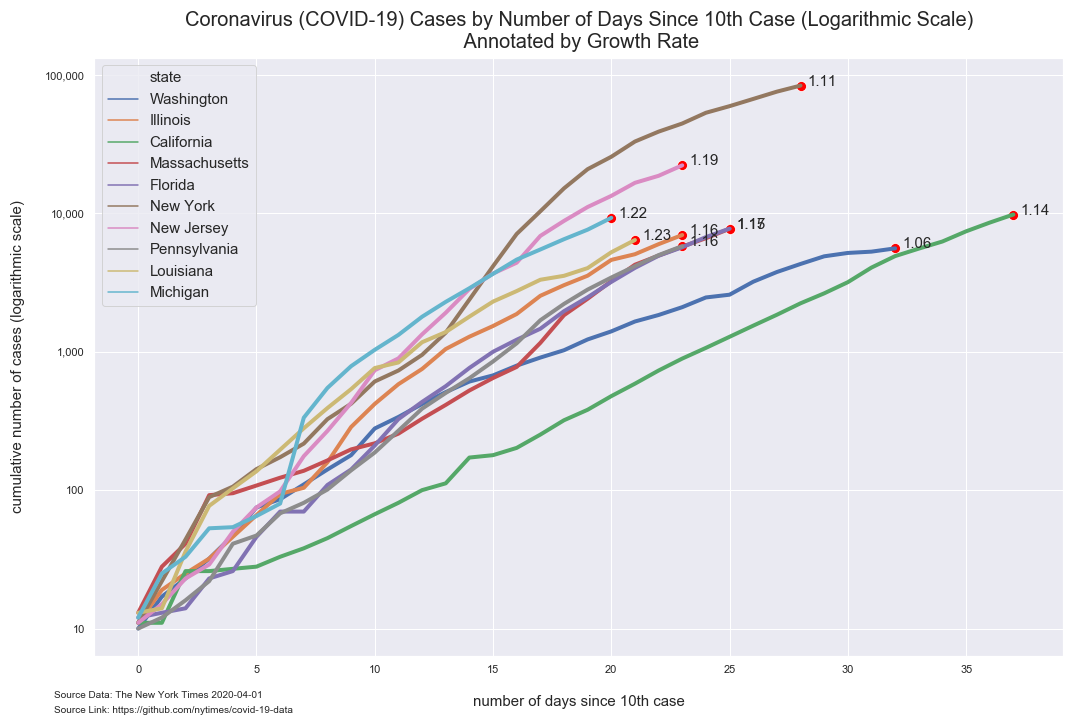 Coronavirus (COVID-19) Cases by Number of Days Since 10th Case (Logarithmic Scale)
Annotated by Growth Rate
cumulative number of cases (logarithmic scale)
100,000
10,000
1,000
100
10
state
Washington
Illinois
California
Massachusetts
Florida
New York
New Jersey
Pennsylvania
Louisiana
Michigan
1.11
1.19
1.22
1.23
1.16
1.16
1.15
1.14
1.06
0 5 10 15 20 25 30 35
number of days since 10th case
Source Data: The New York Times 2020-04-01
Source Link: https://github.com/nytimes/covid-19-data